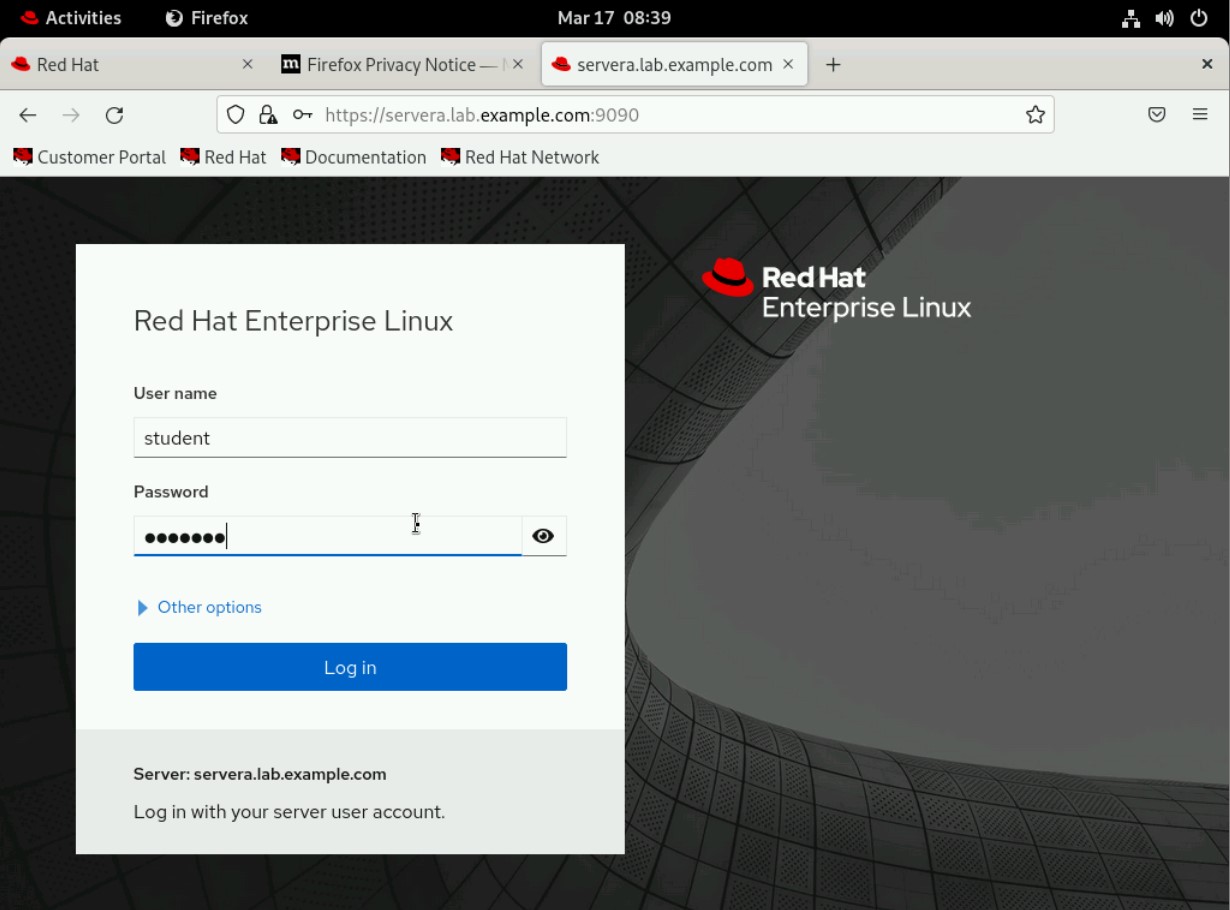 Activities Firefox Mar 17 08:39
Red Hat Firefox Privacy Notice — servera.lab.example.com
https://servera.lab.example.com:9090
Customer Portal Red Hat Documentation Red Hat Network
Red Hat
Enterprise Linux
Red Hat Enterprise Linux
User name
student
Password
Other options
Log in
Server: servera.lab.example.com
Log in with your server user account.